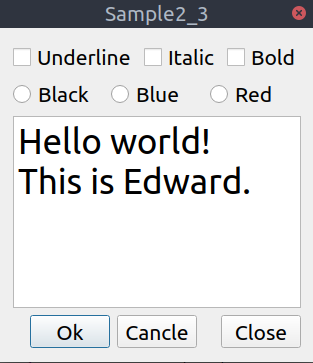 Sample2_3
Underline Italic Bold
Black Blue Red
Hello world!
This is Edward.
Ok Cancle Close